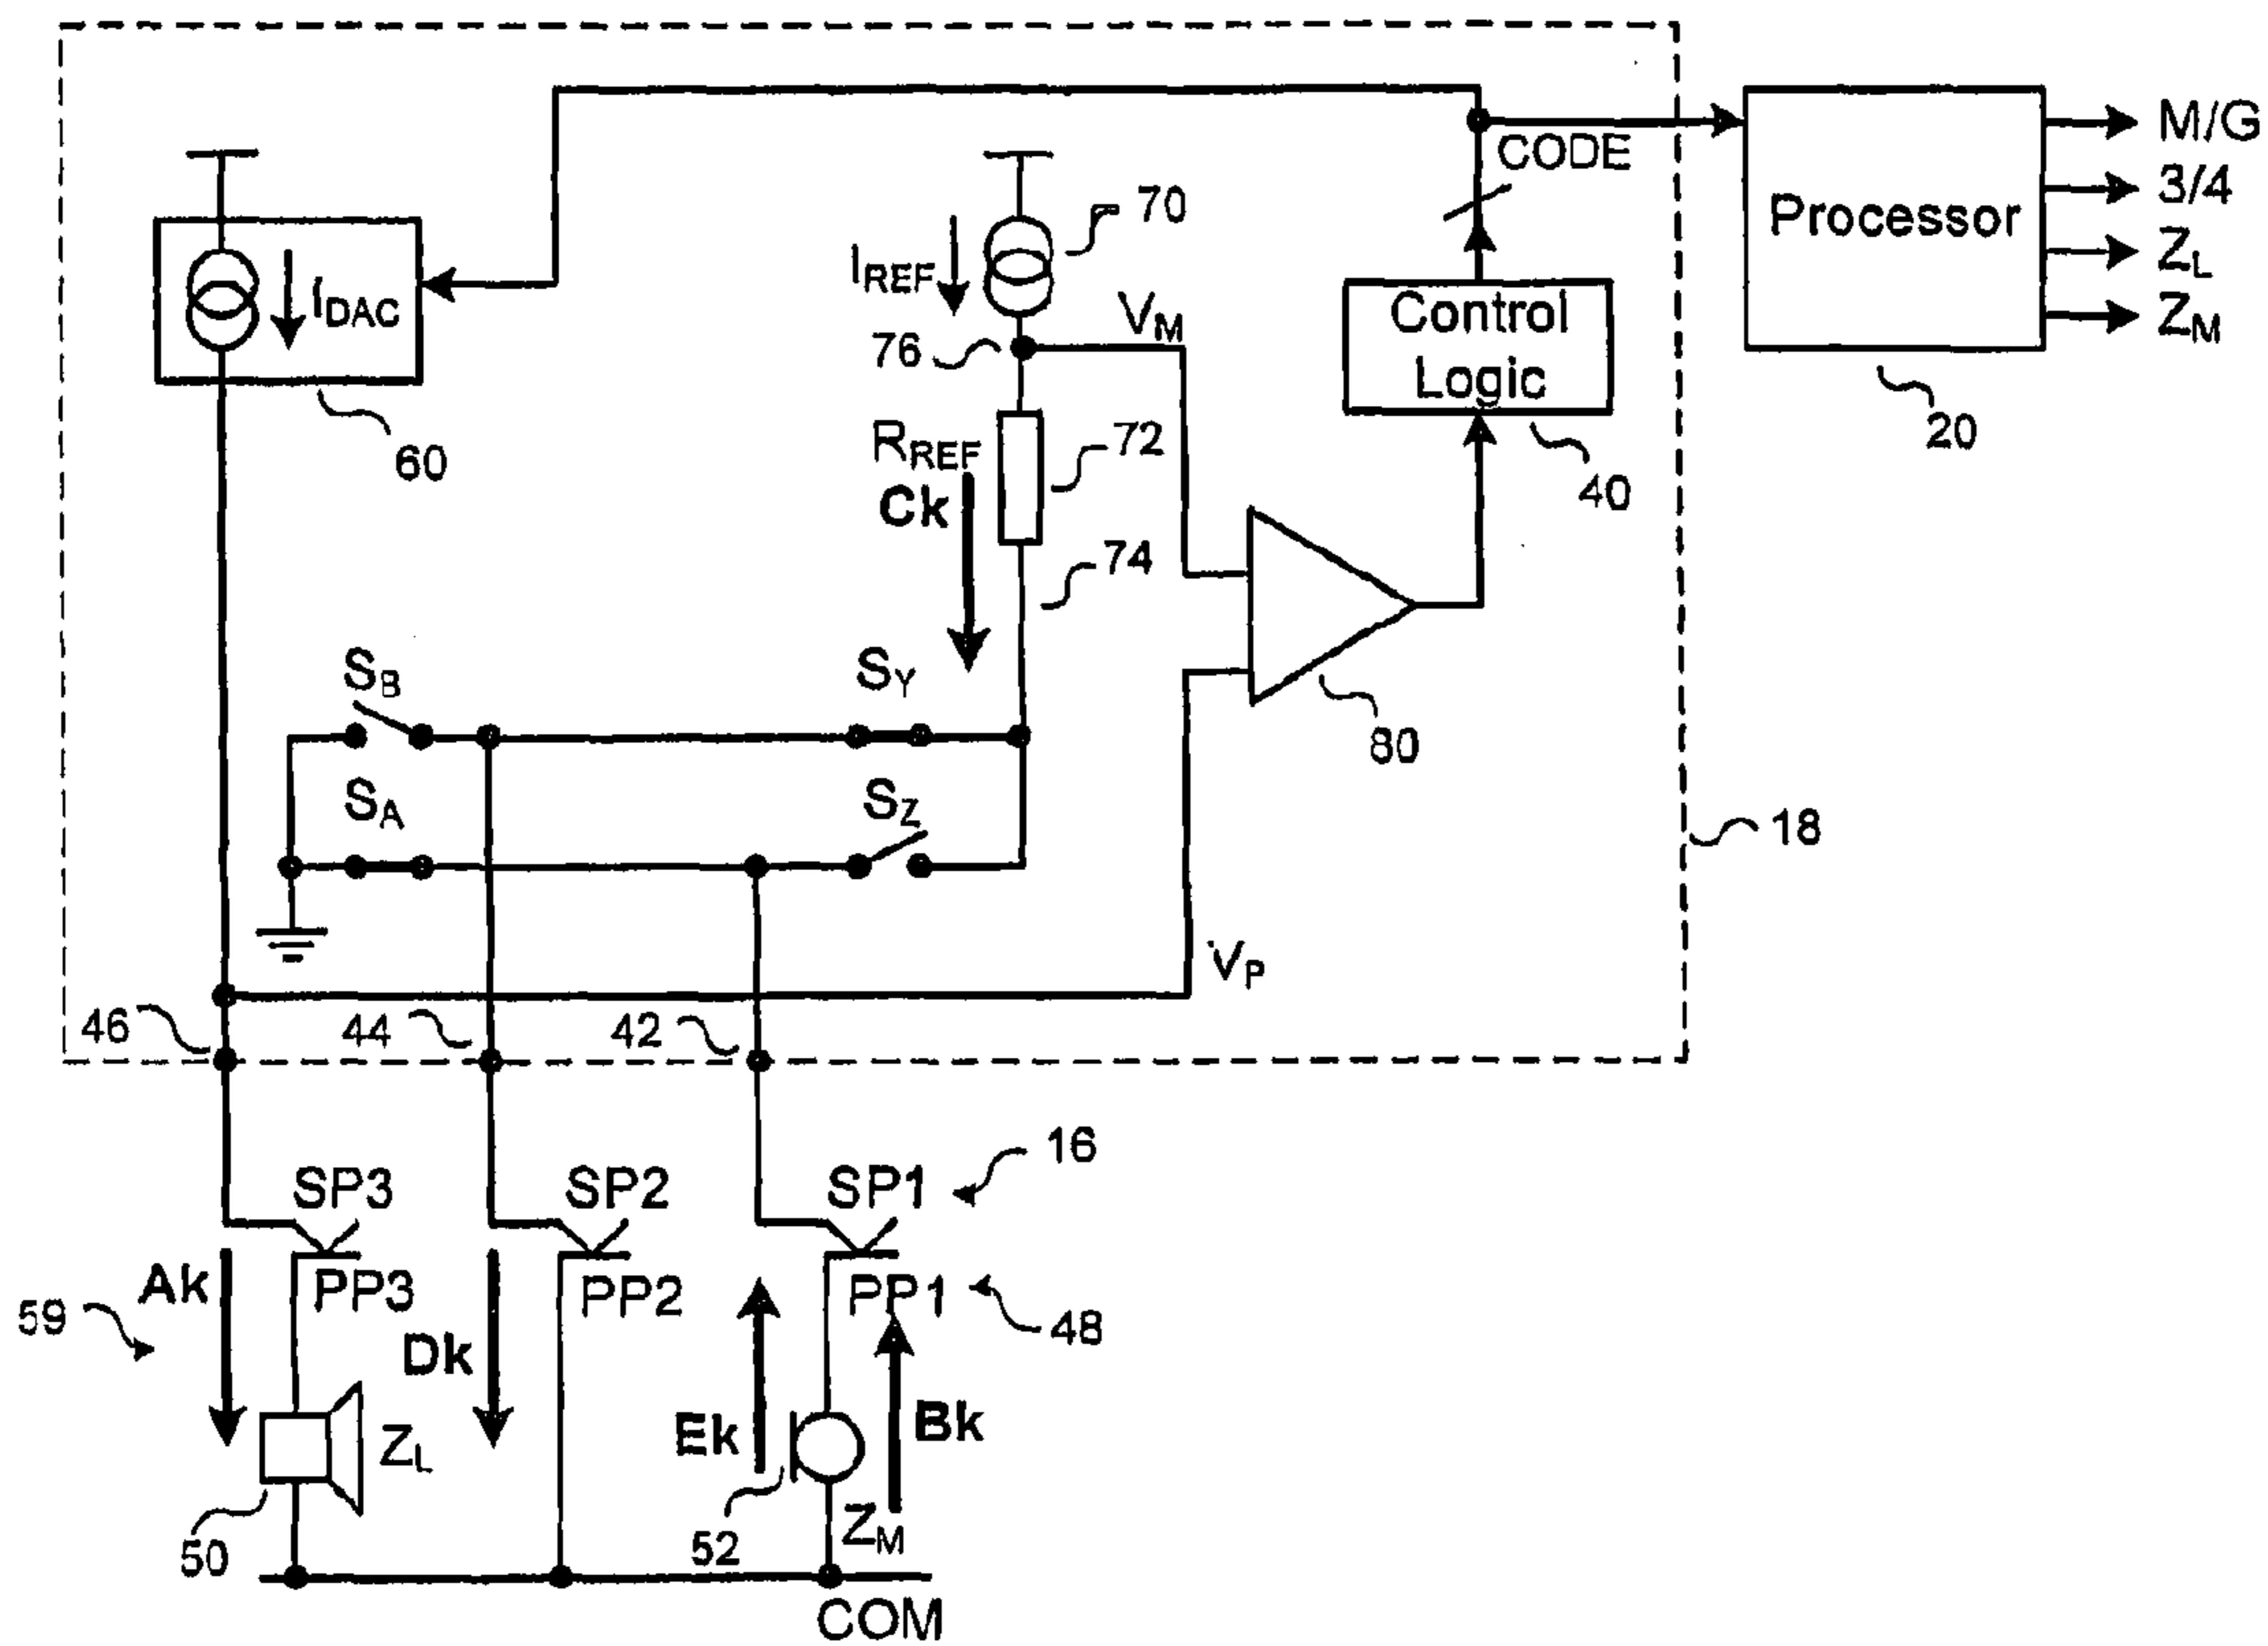 M/G
CODE
3/4
Processor
Z_L
Z_M
70
I_REF
I_DAC
V_M
76
Control
Logic
20
60
R_REF
72
40
Ck
74
S_B
S_Y
80
S_A
S_Z
18
V_P
46
44
42
16
SP3
SP2
SP1
Ak
PP3
PP2
PP1
59
48
Dk
Ek
Bk
Z_L
50
52
Z_M
COM